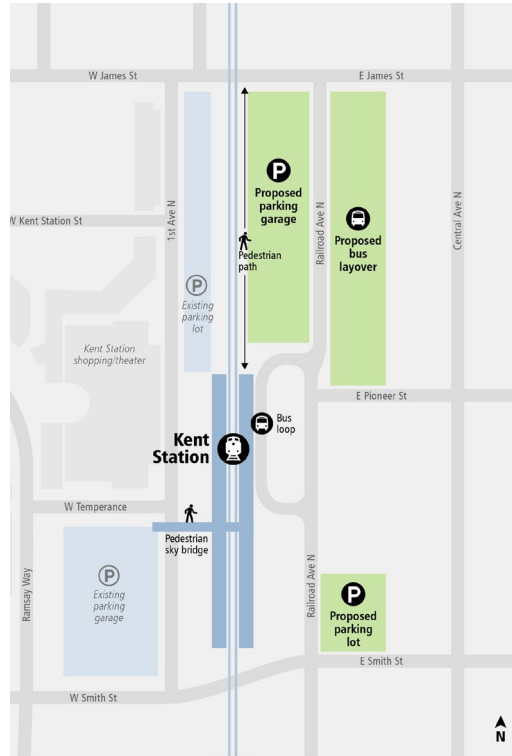 W James St
E James St
P
Proposed
parking
garage
1st Ave N
Railroad Ave N
Central Ave N
W Kent Station St
Proposed
bus
layover
Pedestrian
path
P
Existing
parking
lot
Kent Station
shopping/theater
E Pioneer St
Bus
loop
Kent
Station
W Temperance
Pedestrian
sky bridge
Ramsay Way
P
Existing
parking
garage
Railroad Ave N
P
Proposed
parking
lot
E Smith St
W Smith St
N